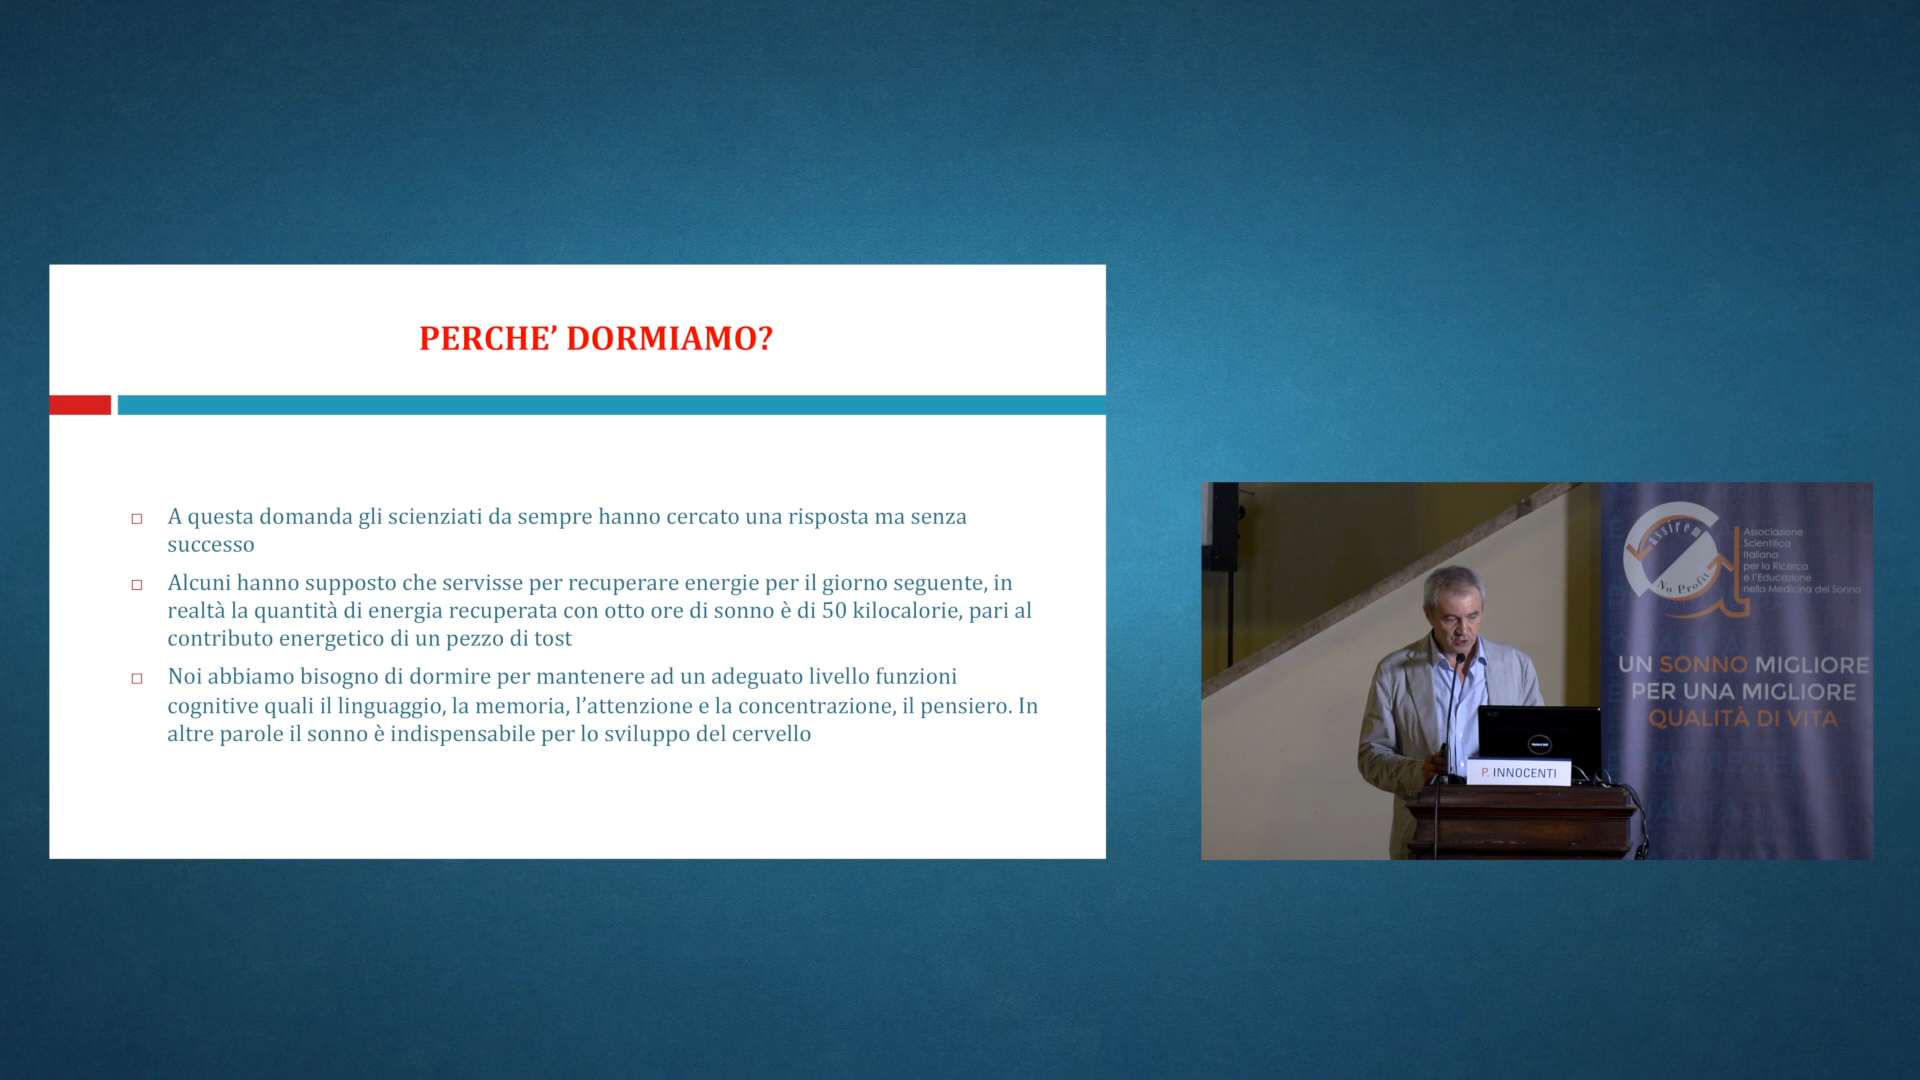 PERCHE’ DORMIAMO?
A questa domanda gli scienziati da sempre hanno cercato una risposta ma senza
successo
Alcuni hanno supposto che servisse per recuperare energie per il giorno seguente, in
realtà la quantità di energia recuperata con otto ore di sonno è di 50 kilocalorie, pari al
contributo energetico di un pezzo di tost
Noi abbiamo bisogno di dormire per mantenere ad un adeguato livello funzioni
cognitive quali il linguaggio, la memoria, l’attenzione e la concentrazione, il pensiero. In
altre parole il sonno è indispensabile per lo sviluppo del cervello
assirem
No Profit
Associazione
Scientifica
Italiana
per la Ricerca
e l’Educazione
nella Medicina del Sonno
UN SONNO MIGLIORE
PER UNA MIGLIORE
QUALITÀ DI VITA
P. INNOCENTI